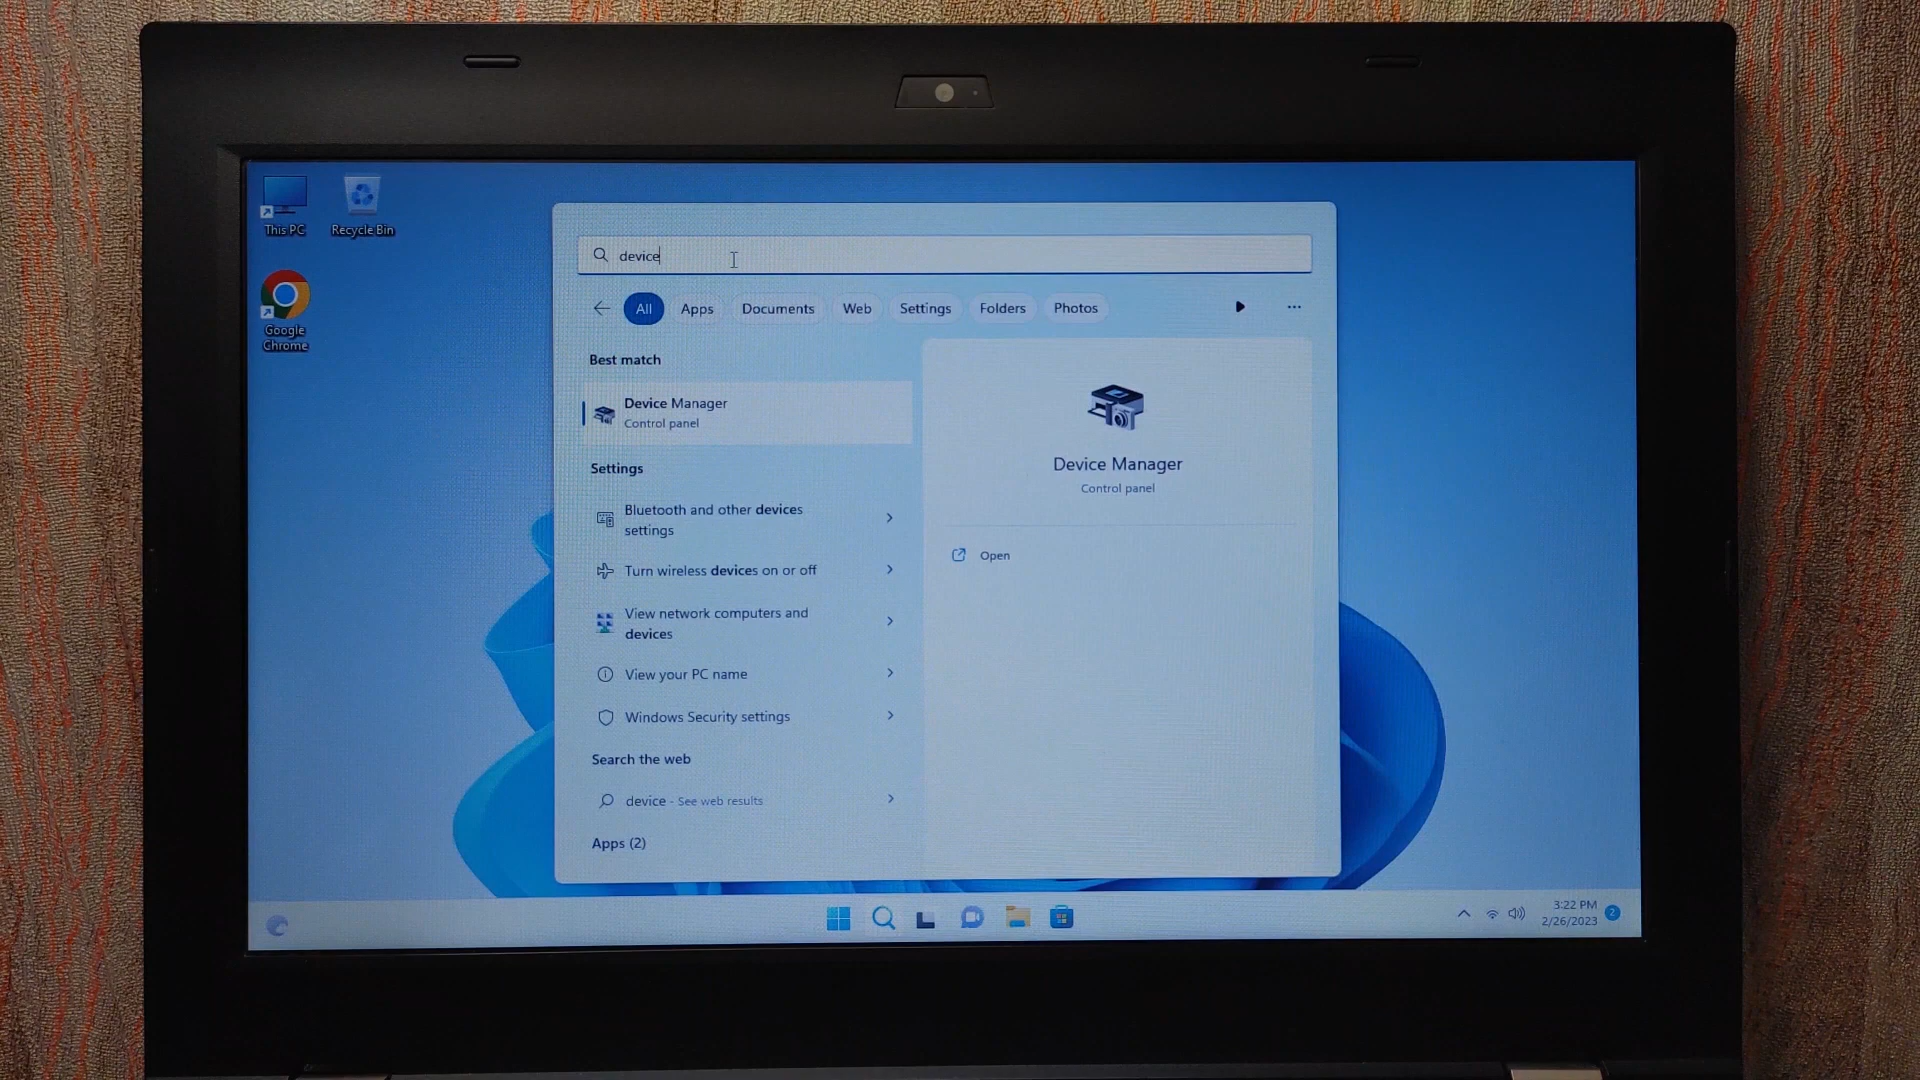 This PC
Recycle Bin
Google
Chrome
device
All Apps Documents Web Settings Folders Photos
Best match
Device Manager
Control panel
Settings
Bluetooth and other devices
settings
Turn wireless devices on or off
View network computers and
devices
View your PC name
Windows Security settings
Search the web
device - See web results
Apps (2)
Device Manager
Control panel
Open
3:22 PM
2/26/2023
2